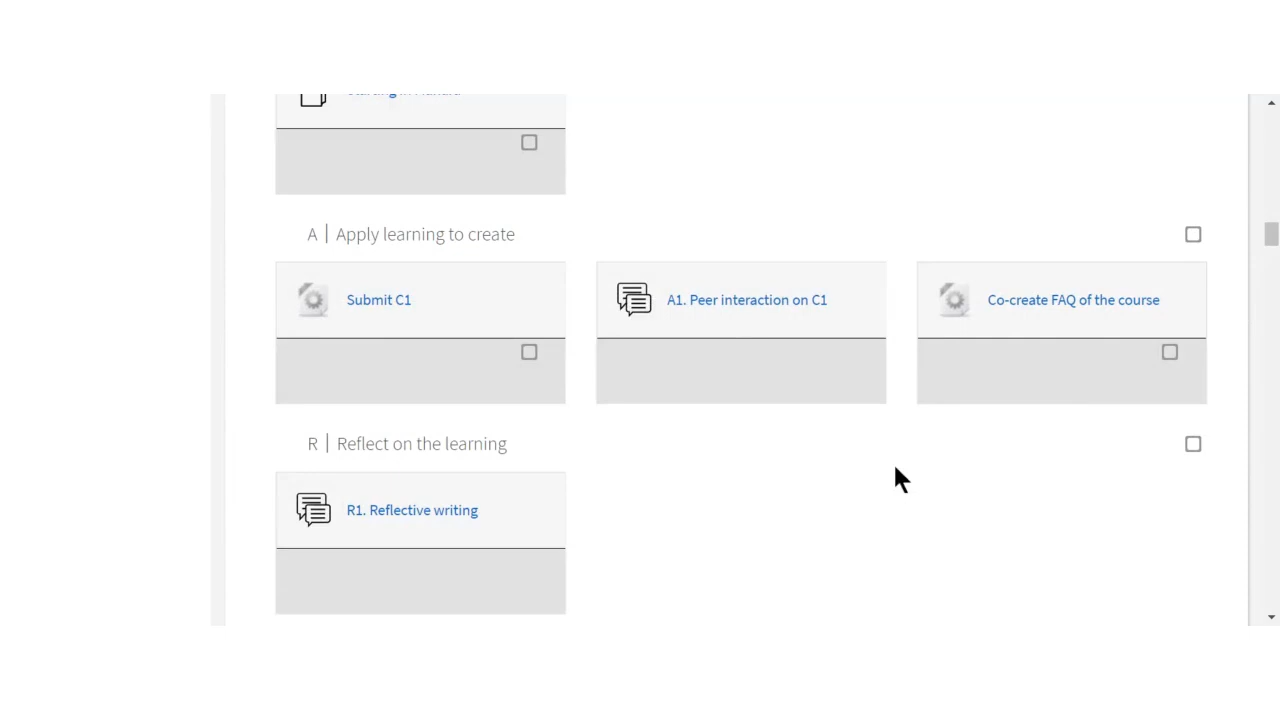 A | Apply learning to create
Submit C1
A1. Peer interaction on C1
Co-create FAQ of the course
R | Reflect on the learning
R1. Reflective writing